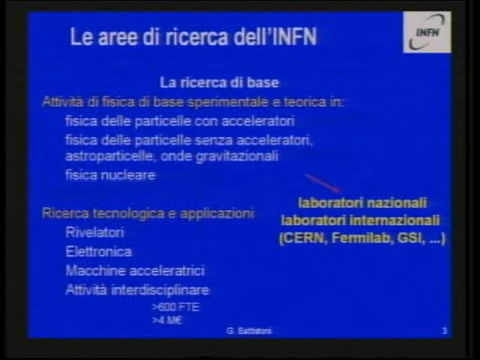 Le aree di ricerca dell'INFN
INFN
La ricerca di base
Attività di fisica di base sperimentale e teorica in:
fisica delle particelle con acceleratori
fisica delle particelle senza acceleratori,
astroparticelle, onde gravitazionali
fisica nucleare
laboratori nazionali
laboratori internazionali
(CERN, Fermilab, GSI, ...)
Ricerca tecnologica e applicazioni
Rivelatori
Elettronica
Macchine acceleratrici
Attività interdisciplinare
>600 FTE
>4 M€
G. Battistoni
3